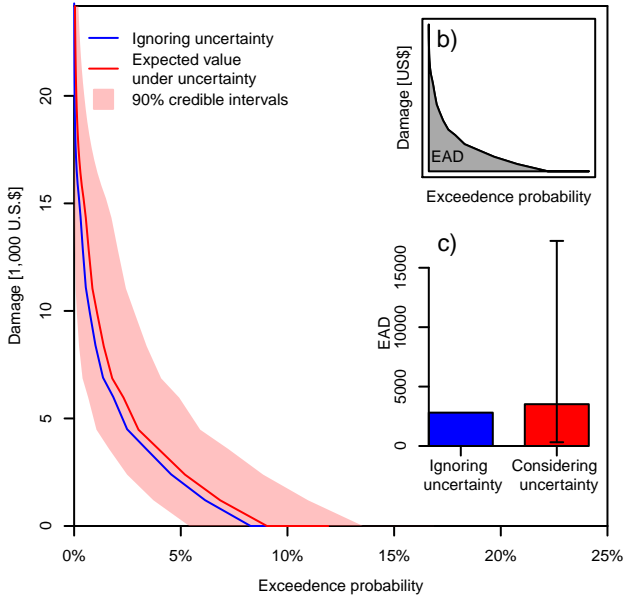 Ignoring uncertainty
Expected value
under uncertainty
90% credible intervals
Damage [1,000 U.S.$]
20
15
10
5
0
0%
5%
10%
15%
20%
25%
Exceedence probability
b)
Damage [US$]
EAD
Exceedence probability
c)
EAD
15000
10000
5000
0
Ignoring
uncertainty
Considering
uncertainty